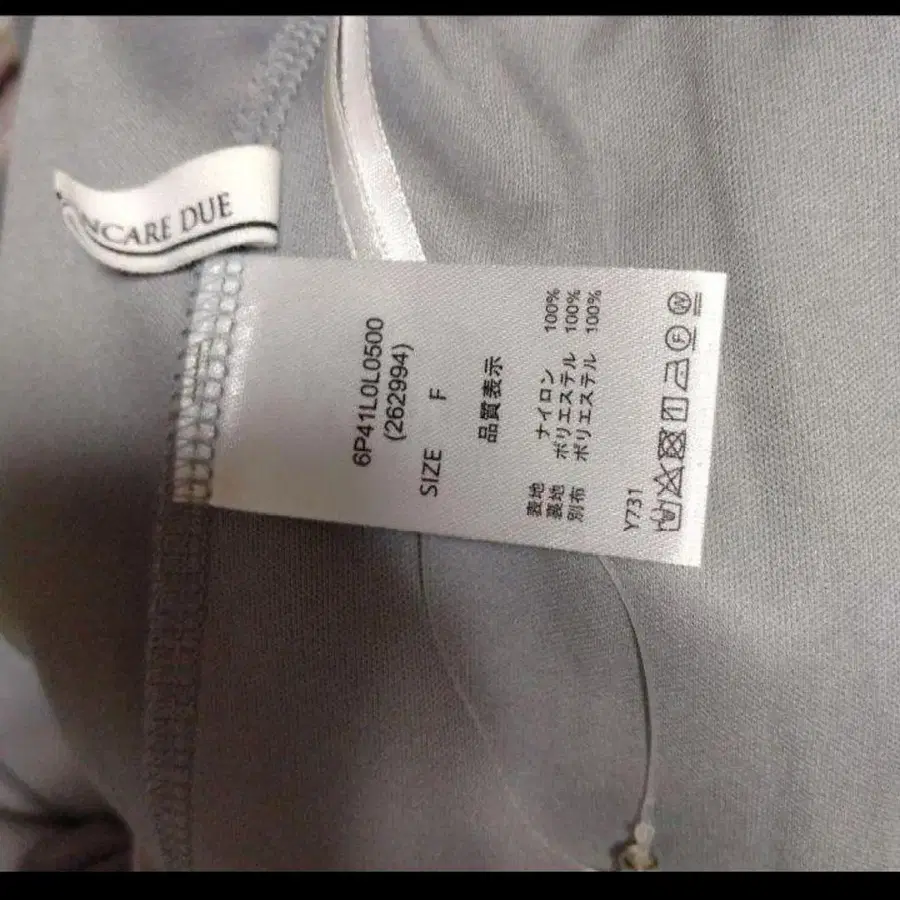 CARE DUE
6P41L0L0500
(262994)
SIZE F
品質表示
表地 ナイロン 100%
裏地 ポリエステル 100%
別布 ポリエステル 100%
Y731
F
W